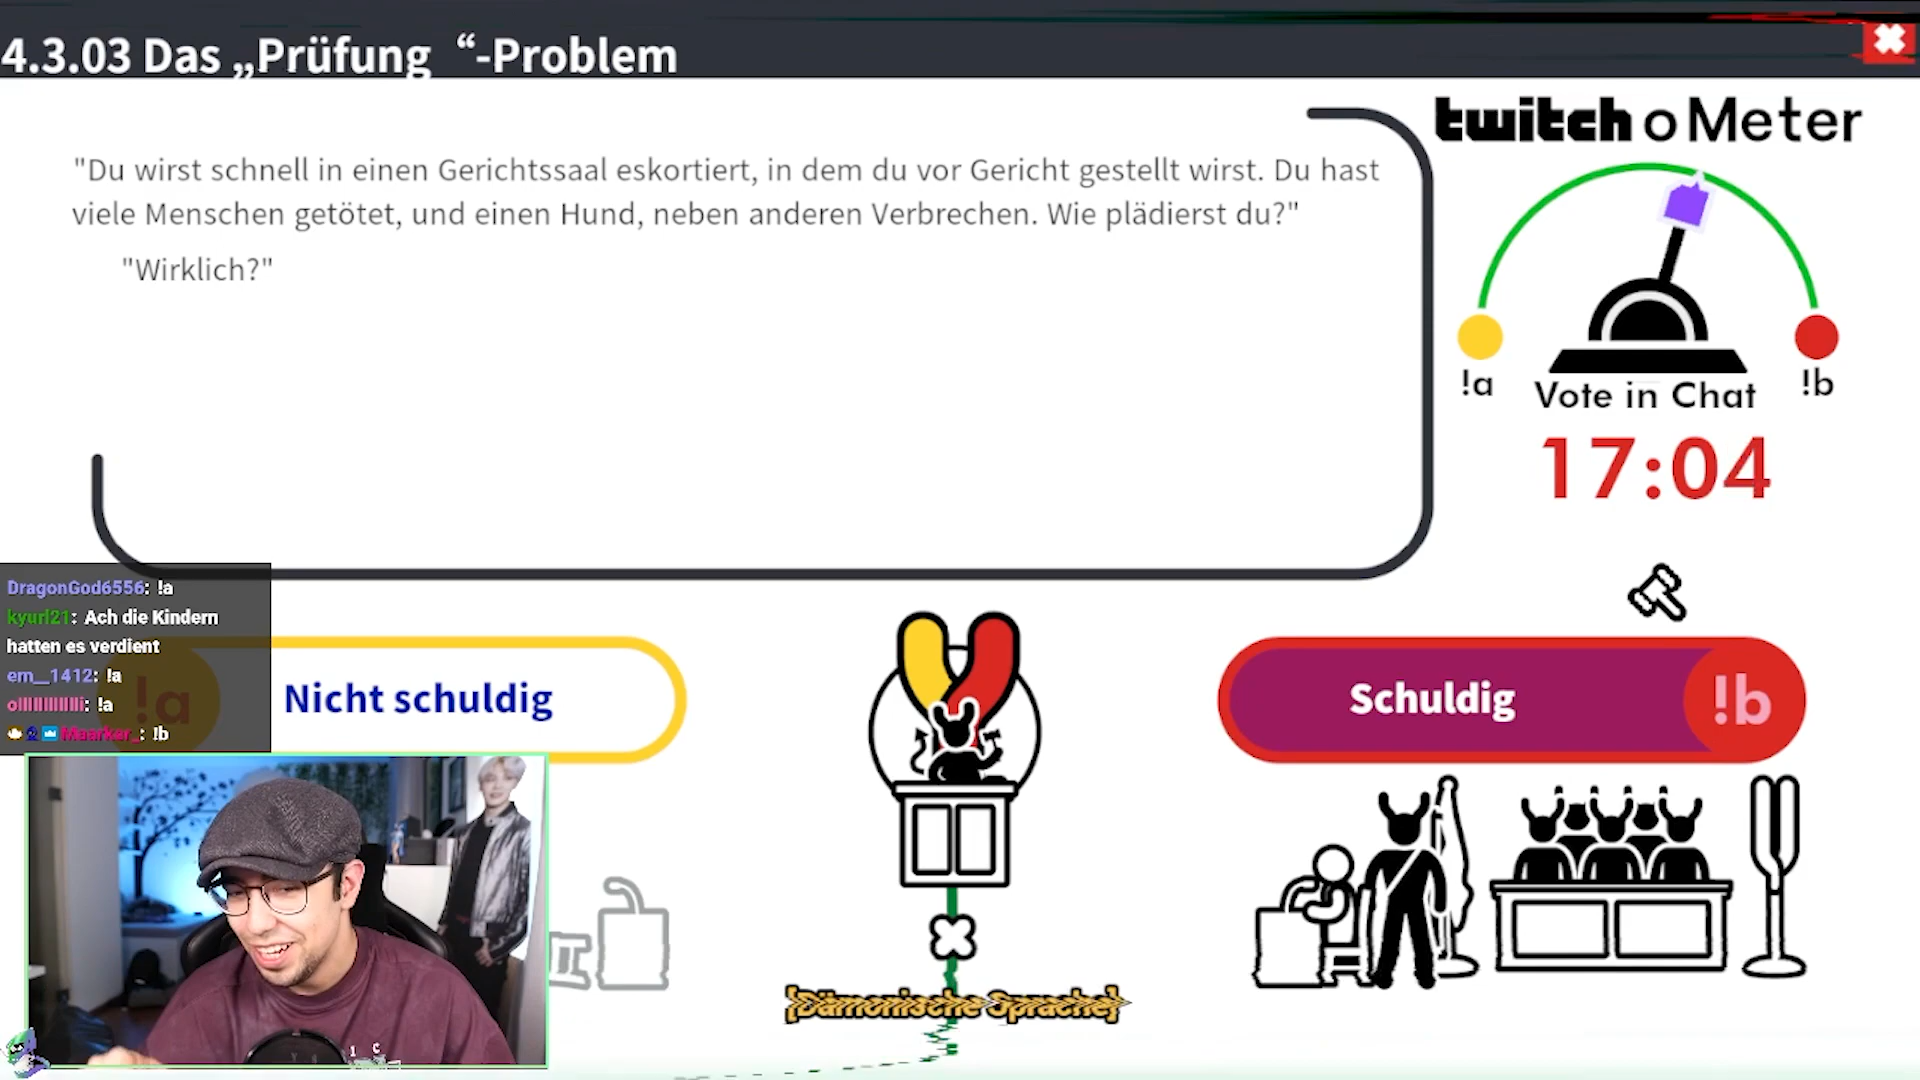 4.3.03 Das „Prüfung “-Problem
"Du wirst schnell in einen Gerichtssaal eskortiert, in dem du vor Gericht gestellt wirst. Du hast
viele Menschen getötet, und einen Hund, neben anderen Verbrechen. Wie plädierst du?"
"Wirklich?"
twitch o Meter
!a
Vote in Chat
!b
17:04
DragonGod6556: !a
kyurl21: Ach die Kindern
hatten es verdient
em__1412: !a
: !a
Maarker_: !b
!a
Nicht schuldig
Schuldig
!b
[Dämonische Sprache]